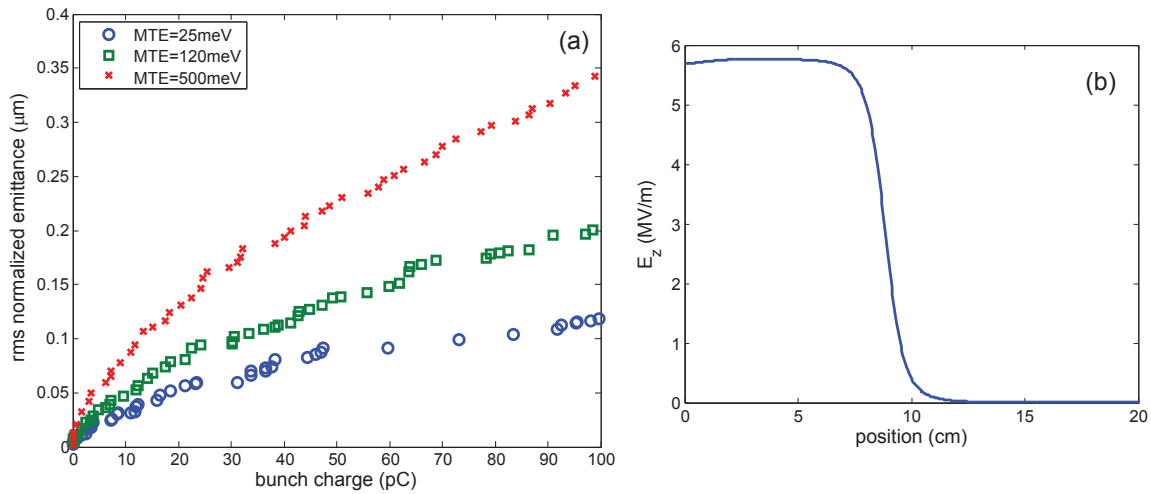 0.4
0.35
0.3
0.25
0.2
0.15
0.1
0.05
0
rms normalized emittance (μm)
MTE=25meV
MTE=120meV
MTE=500meV
(a)
0 10 20 30 40 50 60 70 80 90 100
bunch charge (pC)
6
5
4
3
2
1
0
E_z (MV/m)
(b)
0 5 10 15 20
position (cm)